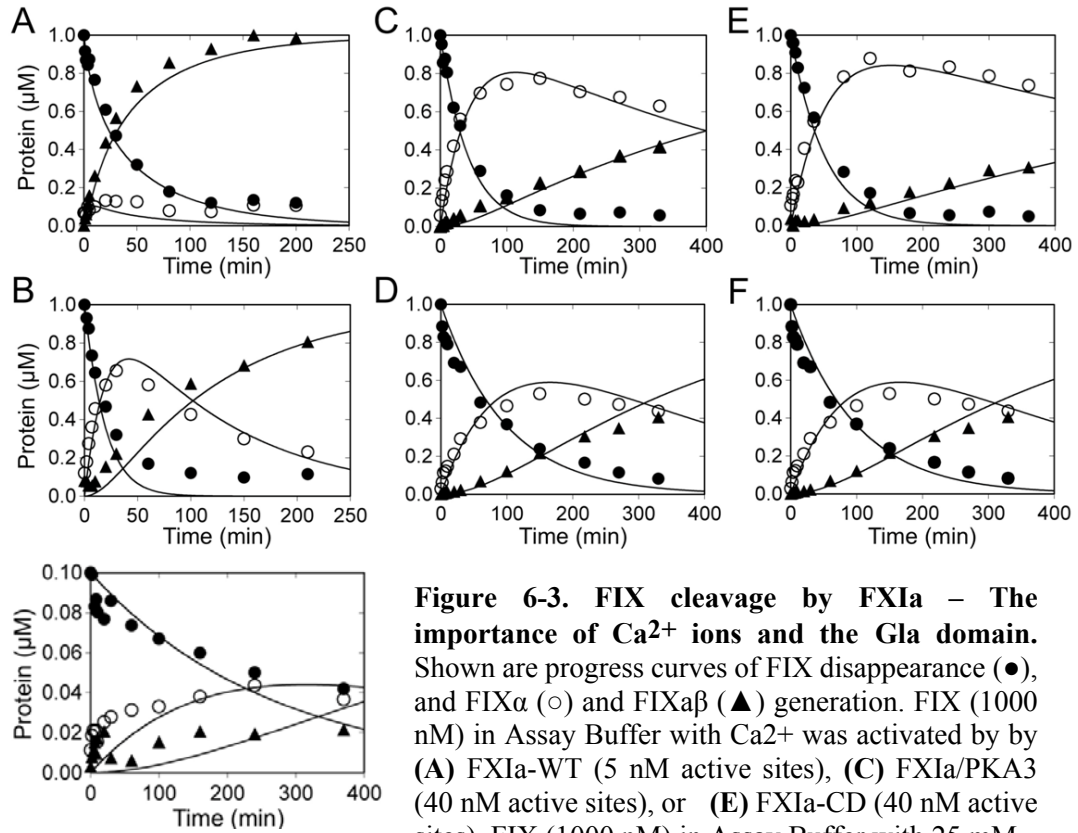 A
Protein (µM)
1.0
0.8
0.6
0.4
0.2
0.0
0 50 100 150 200 250
Time (min)
C
1.0
0.8
0.6
0.4
0.2
0.0
0 100 200 300 400
Time (min)
E
1.0
0.8
0.6
0.4
0.2
0.0
0 100 200 300 400
Time (min)
B
Protein (µM)
1.0
0.8
0.6
0.4
0.2
0.0
0 50 100 150 200 250
Time (min)
D
1.0
0.8
0.6
0.4
0.2
0.0
0 100 200 300 400
Time (min)
F
1.0
0.8
0.6
0.4
0.2
0.0
0 100 200 300 400
Time (min)
Protein (µM)
0.10
0.08
0.06
0.04
0.02
0.00
0 100 200 300 400
Time (min)
Figure 6-3. FIX cleavage by FXIa – The
importance of Ca2+ ions and the Gla domain.
Shown are progress curves of FIX disappearance (●),
and FIXα (○) and FIXaβ (▲) generation. FIX (1000
nM) in Assay Buffer with Ca2+ was activated by by
(A) FXIa-WT (5 nM active sites), (C) FXIa/PKA3
(40 nM active sites), or (E) FXIa-CD (40 nM active
sites). FIX (1000 nM) in Assay Buffer with 25 mM